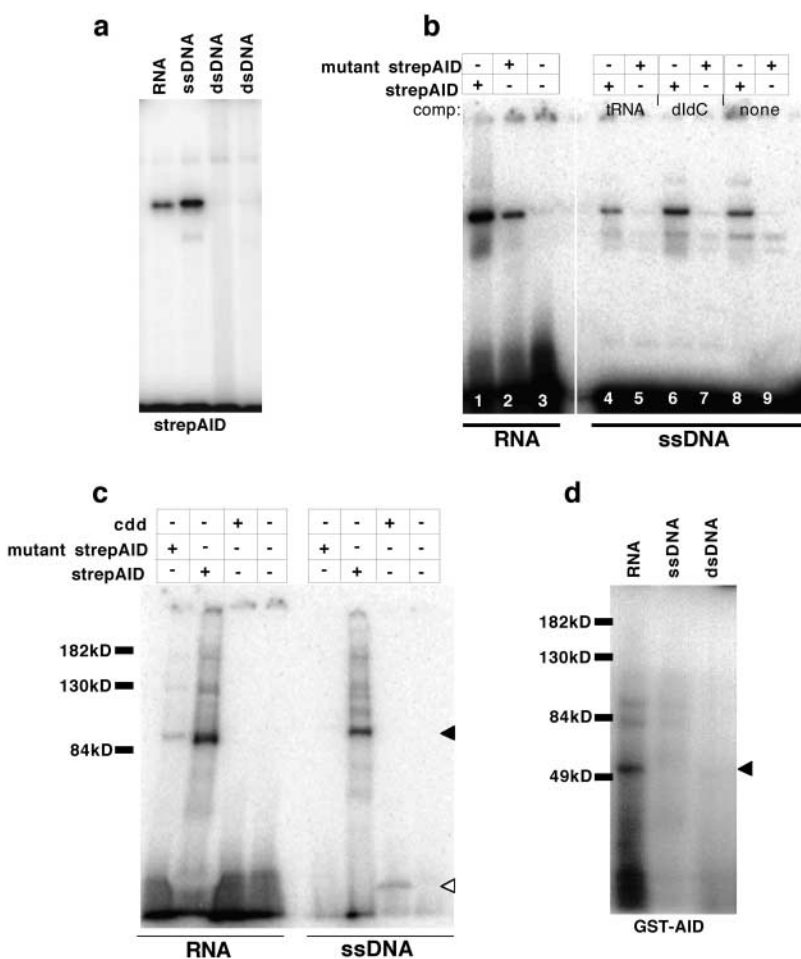 a
RNA
ssDNA
dsDNA
dsDNA
strepAID
b
mutant strepAID - + - - + - + - +
strepAID + - - + - + - + -
comp: tRNA dIdC none
1 2 3 4 5 6 7 8 9
RNA ssDNA
c
cdd - - + - - - + -
mutant strepAID + - - - + - - -
strepAID - + - - - + - -
182kD
130kD
84kD
RNA ssDNA
d
RNA
ssDNA
dsDNA
182kD
130kD
84kD
49kD
GST-AID